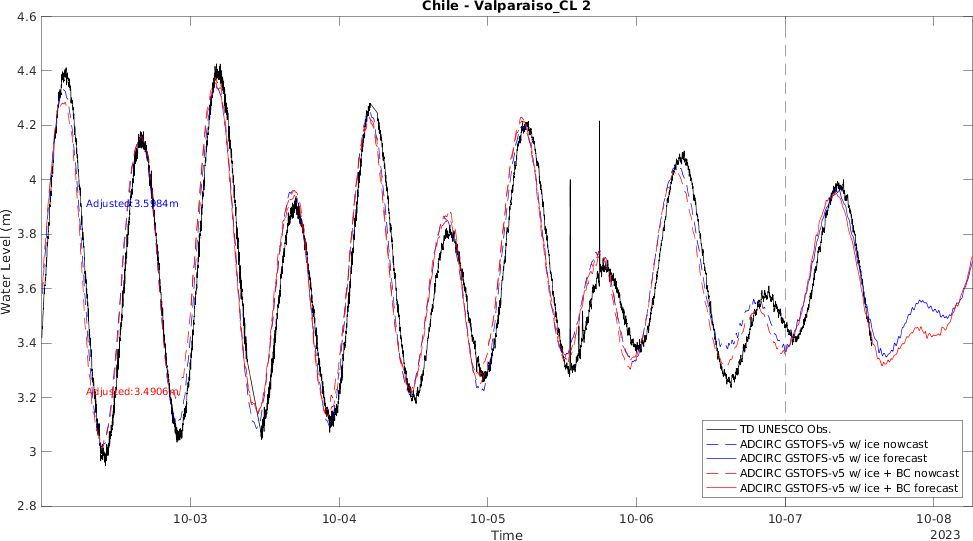 Chile - Valparaiso_CL 2
4.6
4.4
4.2
4
3.8
3.6
3.4
3.2
3
2.8
Water Level (m)
Adjusted:3.5984m
Adjusted:3.4906m
TD UNESCO Obs.
ADCIRC GSTOFS-v5 w/ ice nowcast
ADCIRC GSTOFS-v5 w/ ice forecast
ADCIRC GSTOFS-v5 w/ ice + BC nowcast
ADCIRC GSTOFS-v5 w/ ice + BC forecast
10-03 10-04 10-05 10-06 10-07 10-08
Time
2023